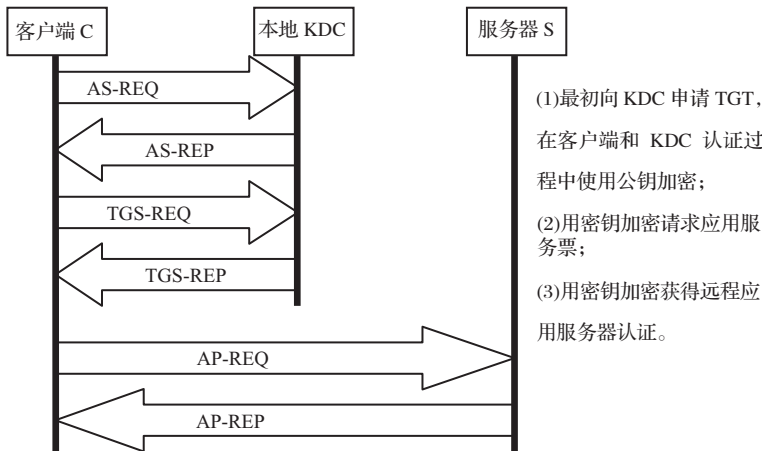 客户端 C
本地 KDC
服务器 S
AS-REQ
AS-REP
TGS-REQ
TGS-REP
AP-REQ
AP-REP
(1)最初向 KDC 申请 TGT,
在客户端和 KDC 认证过
程中使用公钥加密；
(2)用密钥加密请求应用服
务票；
(3)用密钥加密获得远程应
用服务器认证。